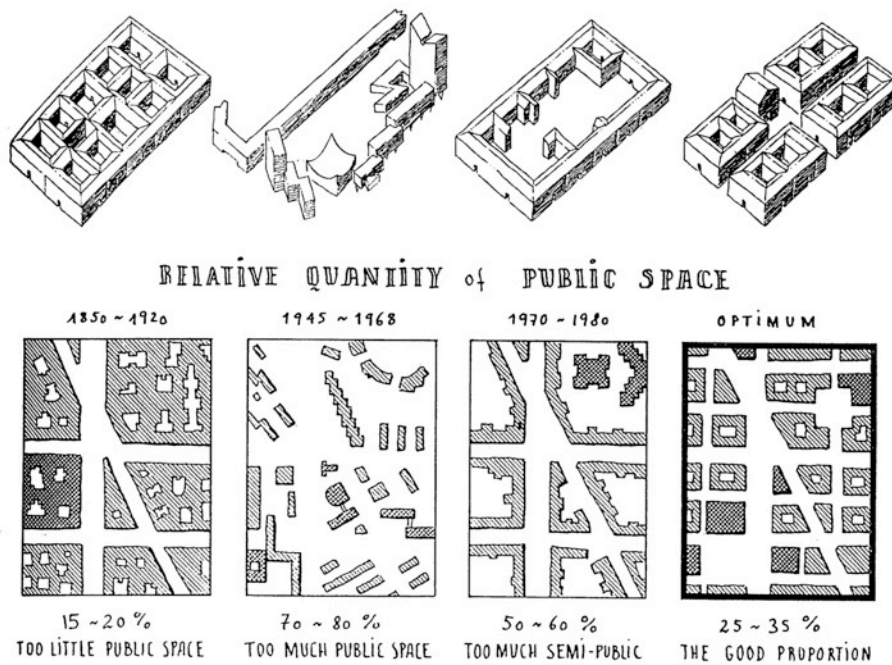 RELATIVE QUANTITY of PUBLIC SPACE
1850 ~ 1920
1945 ~ 1968
1970 ~ 1980
OPTIMUM
15 ~ 20 %
70 ~ 80 %
50 ~ 60 %
25 ~ 35 %
TOO LITTLE PUBLIC SPACE
TOO MUCH PUBLIC SPACE
TOO MUCH SEMI-PUBLIC
THE GOOD PRUPORTION